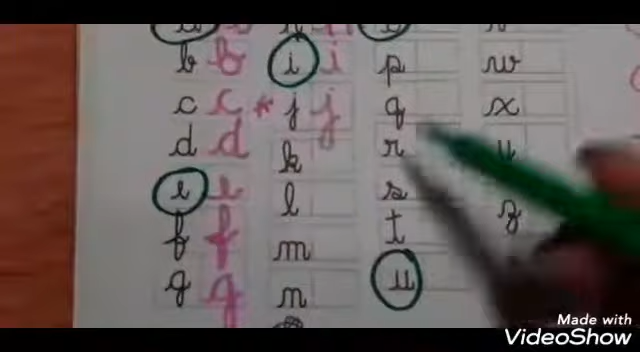 b b i i p w
c c * j j q x
d d k r y
e e l s z
f f m t
g g n u
Made with
VideoShow